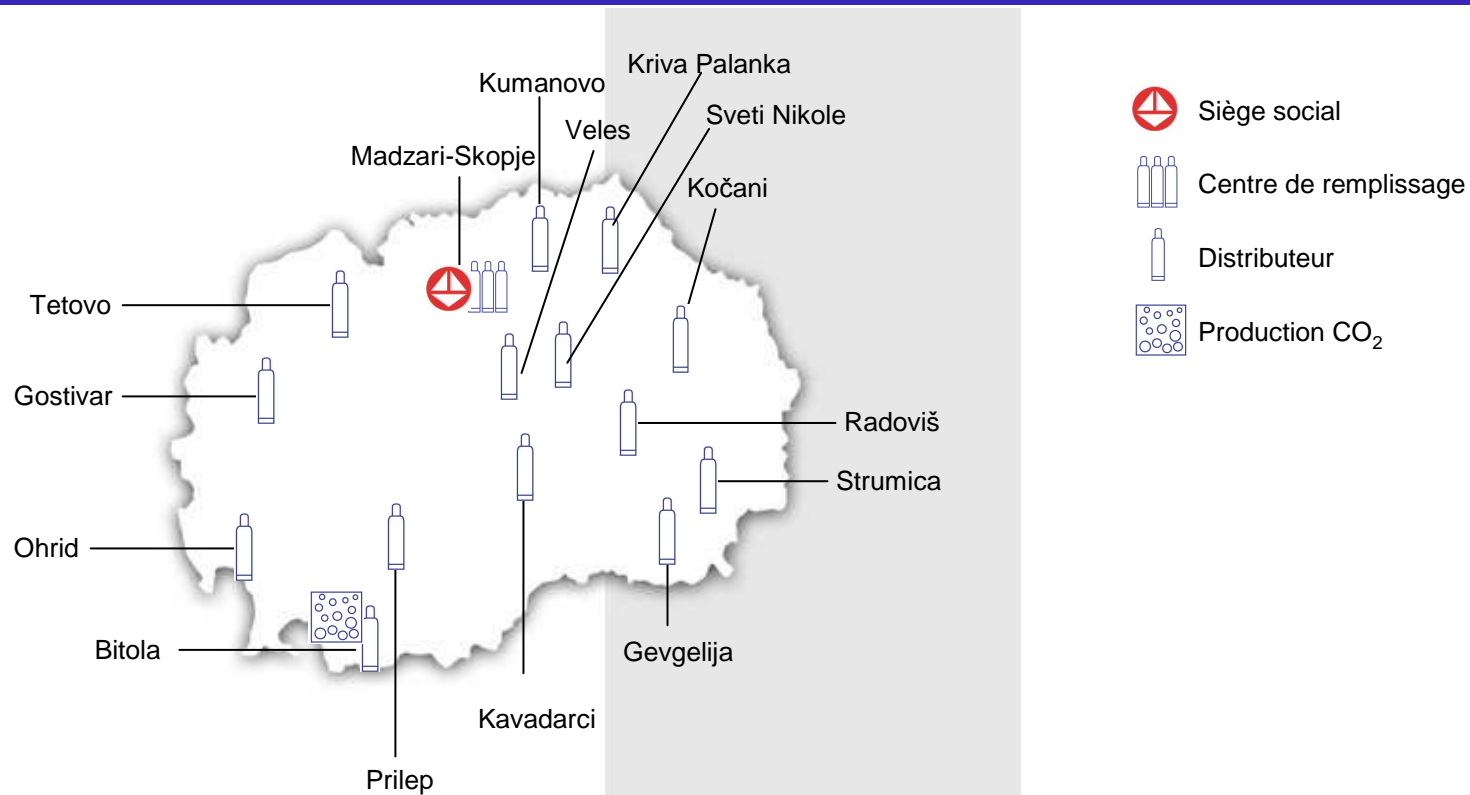 Kriva Palanka
Kumanovo
Sveti Nikole
Veles
Madzari-Skopje
Kočani
Tetovo
Gostivar
Radoviš
Strumica
Ohrid
Bitola
Gevgelija
Kavadarci
Prilep
Siège social
Centre de remplissage
Distributeur
Production CO₂